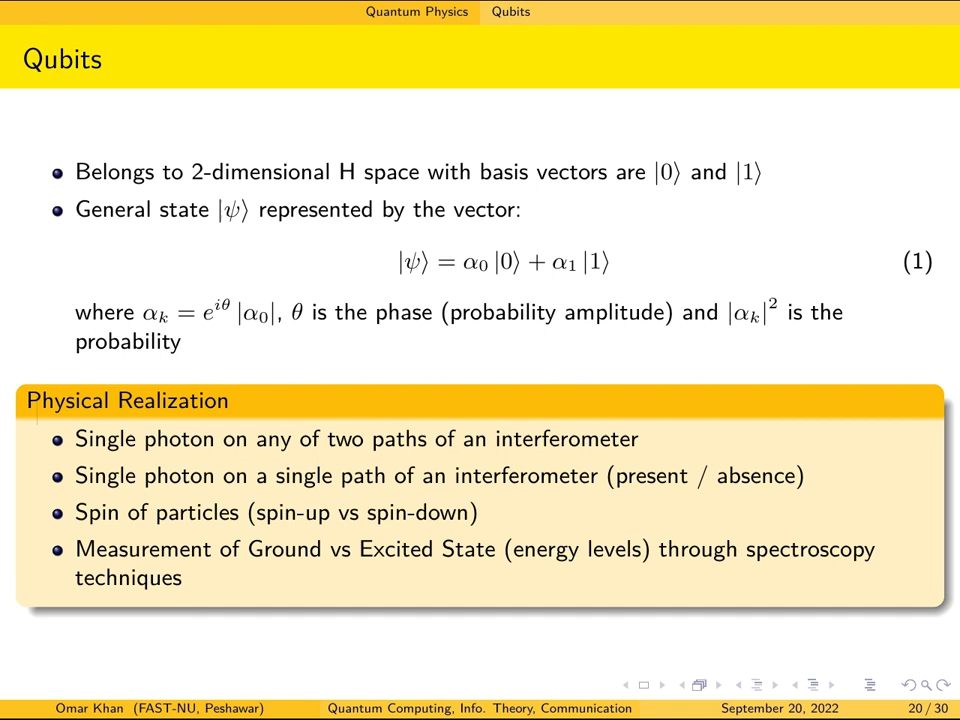 Quantum Physics Qubits
Qubits
Belongs to 2-dimensional H space with basis vectors are |0⟩ and |1⟩
General state |ψ⟩ represented by the vector:
|ψ⟩ = α₀ |0⟩ + α₁ |1⟩ (1)
where αₖ = e^{iθ} |α₀|, θ is the phase (probability amplitude) and |αₖ|² is the
probability
Physical Realization
Single photon on any of two paths of an interferometer
Single photon on a single path of an interferometer (present / absence)
Spin of particles (spin-up vs spin-down)
Measurement of Ground vs Excited State (energy levels) through spectroscopy
techniques
Omar Khan (FAST-NU, Peshawar) Quantum Computing, Info. Theory, Communication September 20, 2022 20 / 30